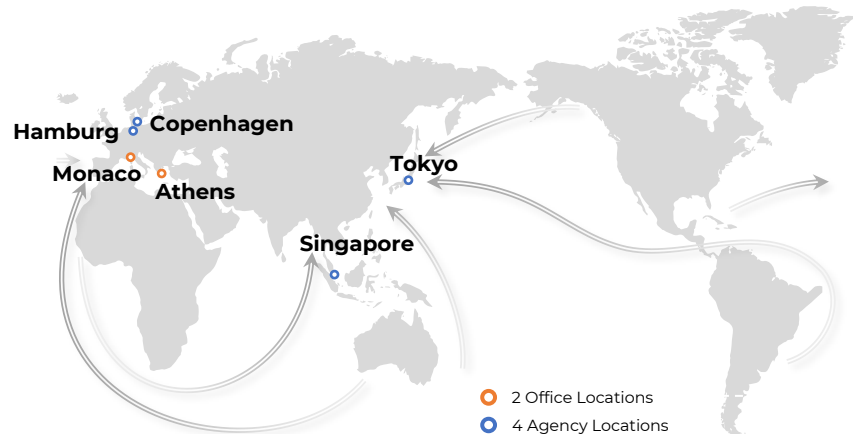 Copenhagen
Hamburg
Tokyo
Monaco
Athens
Singapore
2 Office Locations
4 Agency Locations